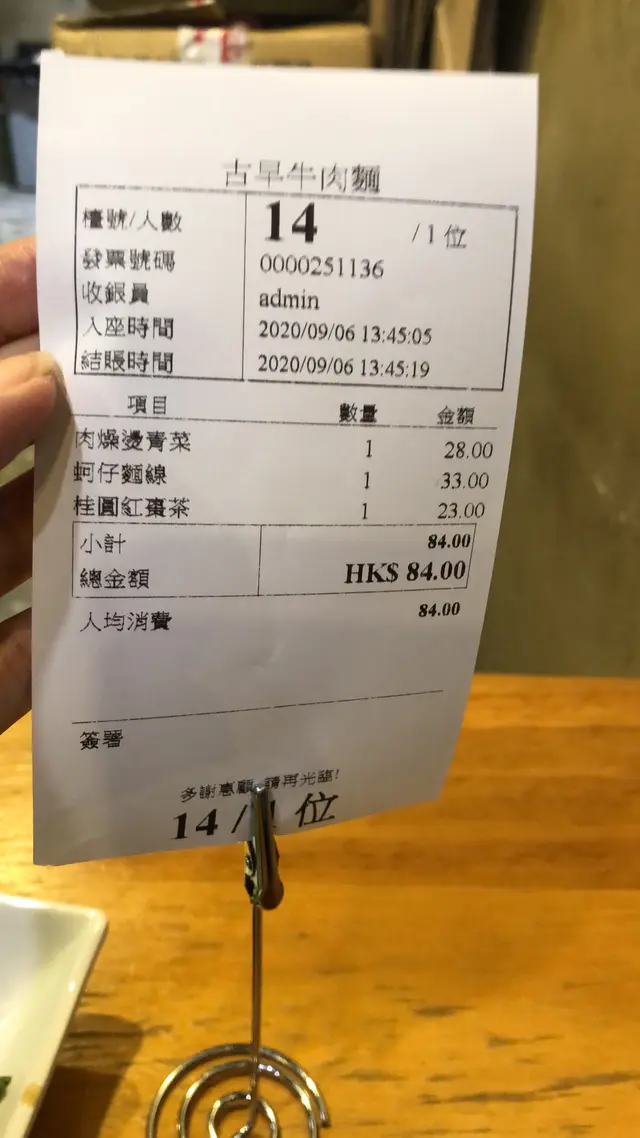 古早牛肉麵
檯號/人數 14 /1 位
發票號碼 0000251136
收銀員 admin
入座時間 2020/09/06 13:45:05
結賬時間 2020/09/06 13:45:19
項目 數量 金額
肉燥燙青菜 1 28.00
蚵仔麵線 1 33.00
桂圓紅棗茶 1 23.00
小計 84.00
總金額 HK$ 84.00
人均消費 84.00
簽署
多謝惠顧 請再光臨!
14 / 位